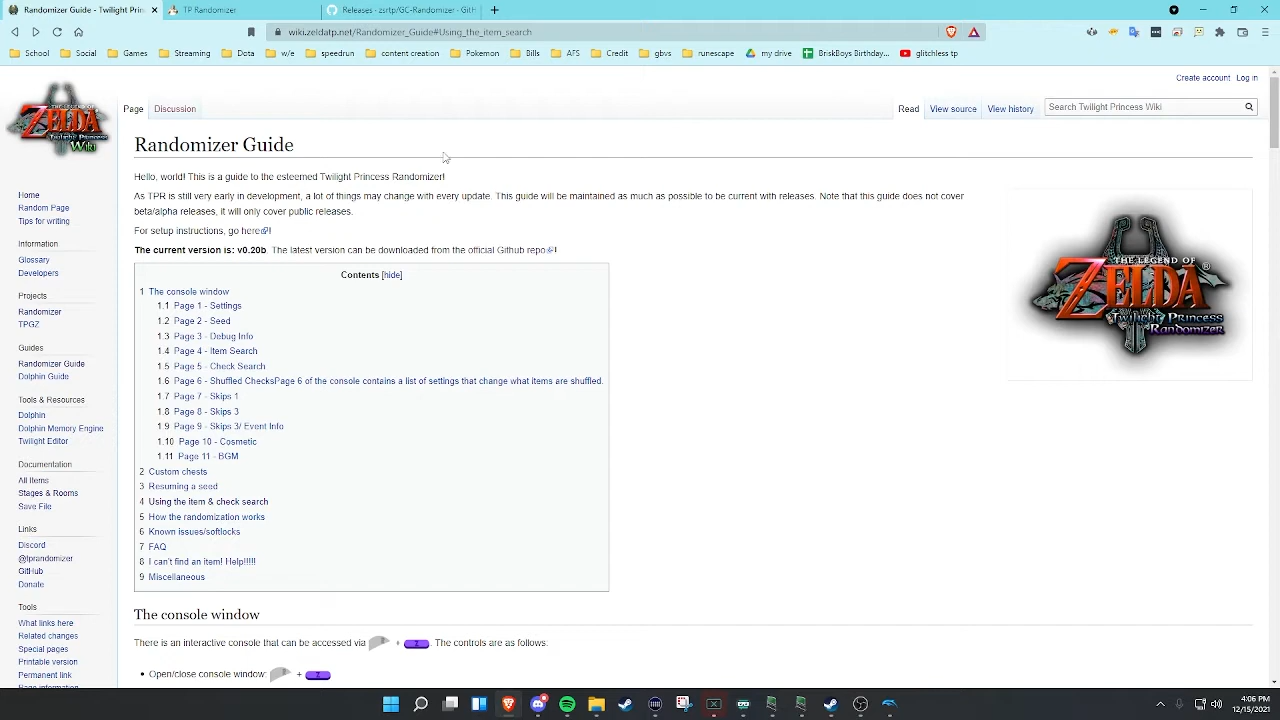 Randomizer Guide - Twilight Prin
TP Randomizer
Releases - zsrtp/GC-Randomizer - Gith
wiki.zeldatp.net/Randomizer_Guide#Using_the_item_search
School
Social
Games
Streaming
Dota
w/e
speedrun
content creation
Pokemon
Bills
AFS
Credit
gbvs
runescape
my drive
BriskBoys Birthday...
glitchless tp
Create account
Log in
Page
Discussion
Read
View source
View history
Search Twilight Princess Wiki
THE LEGEND OF
ZELDA
Twilight Princess
Wiki
Randomizer Guide
Hello, world! This is a guide to the esteemed Twilight Princess Randomizer!
As TPR is still very early in development, a lot of things may change with every update. This guide will be maintained as much as possible to be current with releases. Note that this guide does not cover
beta/alpha releases, it will only cover public releases.
For setup instructions, go here!
The current version is: v0.20b. The latest version can be downloaded from the official Github repo!
THE LEGEND OF
ZELDA
Twilight Princess
Randomizer
Contents [hide]
1 The console window
1.1 Page 1 - Settings
1.2 Page 2 - Seed
1.3 Page 3 - Debug Info
1.4 Page 4 - Item Search
1.5 Page 5 - Check Search
1.6 Page 6 - Shuffled ChecksPage 6 of the console contains a list of settings that change what items are shuffled.
1.7 Page 7 - Skips 1
1.8 Page 8 - Skips 3
1.9 Page 9 - Skips 3/ Event Info
1.10 Page 10 - Cosmetic
1.11 Page 11 - BGM
2 Custom chests
3 Resuming a seed
4 Using the item & check search
5 How the randomization works
6 Known issues/softlocks
7 FAQ
8 I can't find an item! Help!!!!!
9 Miscellaneous
The console window
There is an interactive console that can be accessed via + Z. The controls are as follows.
• Open/close console window: + Z
Home
Random Page
Tips for writing
Information
Glossary
Developers
Projects
Randomizer
TPGZ
Guides
Randomizer Guide
Dolphin Guide
Tools & Resources
Dolphin
Dolphin Memory Engine
Twilight Editor
Documentation
All Items
Stages & Rooms
Save File
Links
Discord
@tprandomizer
GitHub
Donate
Tools
What links here
Related changes
Special pages
Printable version
Permanent link
Page information
4:06 PM
12/15/2021